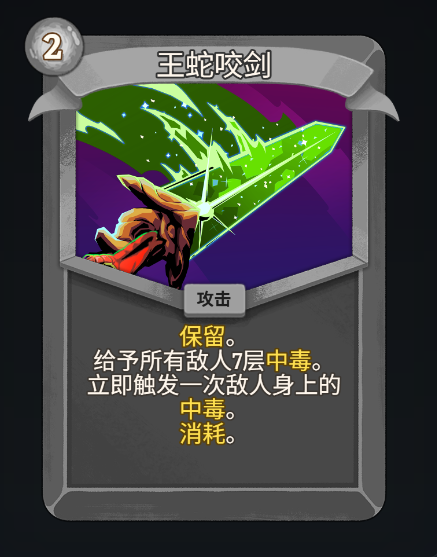 2
王蛇咬剑
攻击
保留。
给予所有敌人7层中毒。
立即触发一次敌人身上的
中毒。
消耗。